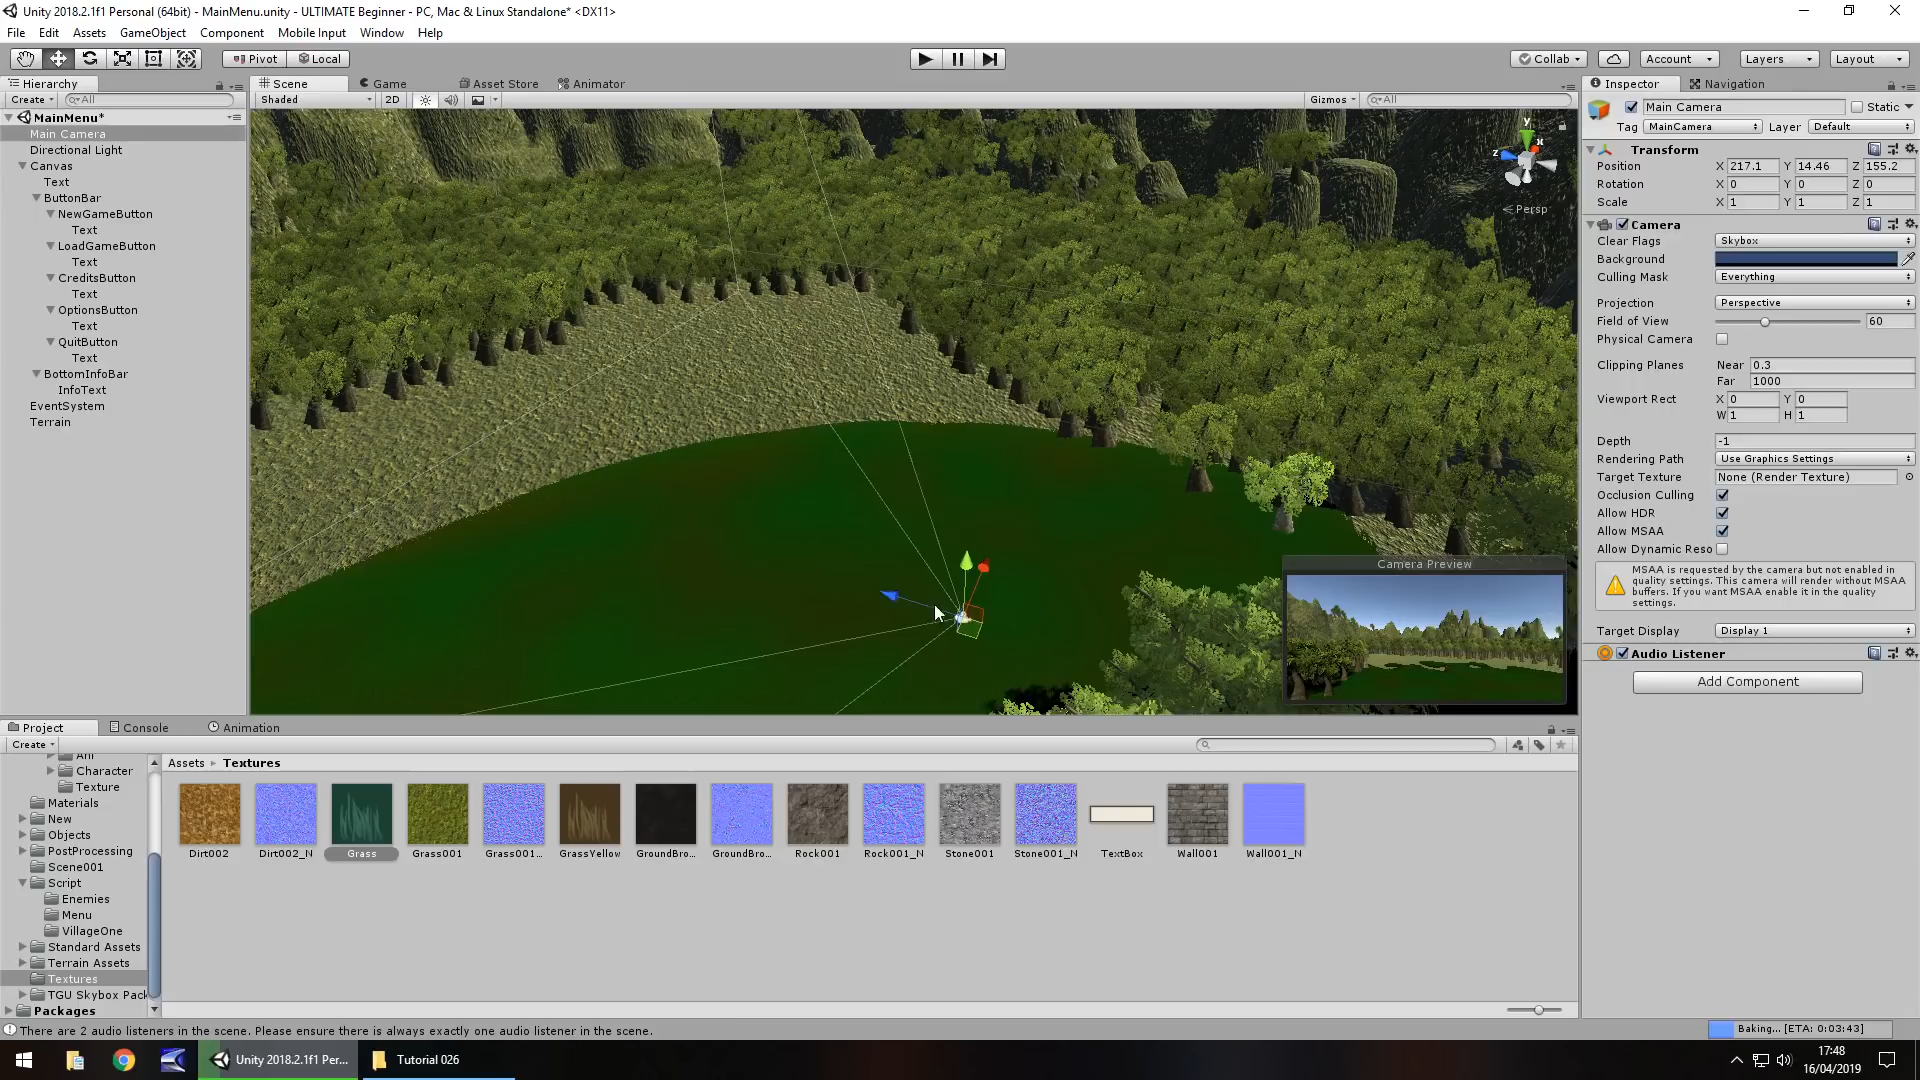 Unity 2018.2.1f1 Personal (64bit) - MainMenu.unity - ULTIMATE Beginner - PC, Mac & Linux Standalone* <DX11>
File Edit Assets GameObject Component Mobile Input Window Help
Pivot Local Collab Account Layers Layout
Hierarchy Scene Game Asset Store Animator Inspector Navigation
Create All Shaded 2D Gizmos All
MainMenu*
Main Camera
Directional Light
Canvas
Text
ButtonBar
NewGameButton
Text
LoadGameButton
Text
CreditsButton
Text
OptionsButton
Text
QuitButton
Text
BottomInfoBar
InfoText
EventSystem
Terrain
y
x
z
Persp
Camera Preview
Main Camera Static
Tag MainCamera Layer Default
Transform
Position X 217.1 Y 14.46 Z 155.2
Rotation X 0 Y 0 Z 0
Scale X 1 Y 1 Z 1
Camera
Clear Flags Skybox
Background
Culling Mask Everything
Projection Perspective
Field of View 60
Physical Camera
Clipping Planes Near 0.3
Far 1000
Viewport Rect X 0 Y 0
W 1 H 1
Depth -1
Rendering Path Use Graphics Settings
Target Texture None (Render Texture)
Occlusion Culling
Allow HDR
Allow MSAA
Allow Dynamic Reso
MSAA is requested by the camera but not enabled in
quality settings. This camera will render without MSAA
buffers. If you want MSAA enable it in the quality
settings.
Target Display Display 1
Audio Listener
Add Component
Project Console Animation
Create
Assets Textures
Character
Texture
Materials
New
Objects
PostProcessing
Scene001
Script
Enemies
Menu
VillageOne
Standard Assets
Terrain Assets
Textures
TGU Skybox Pack
Packages
Dirt002 Dirt002_N Grass Grass001 Grass001... GrassYellow GroundBro... GroundBro... Rock001 Rock001_N Stone001 Stone001_N TextBox Wall001 Wall001_N
There are 2 audio listeners in the scene. Please ensure there is always exactly one audio listener in the scene.
Baking... [ETA: 0:03:43]
Unity 2018.2.1f1 Per... Tutorial 026
17:48
16/04/2019